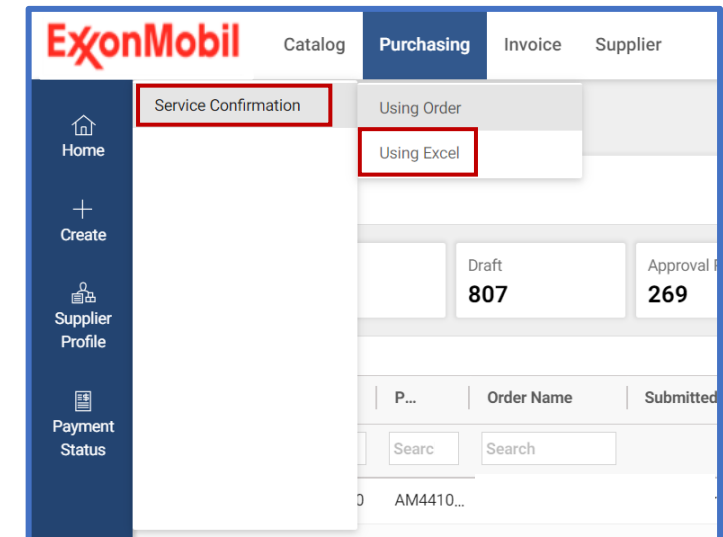 ExxonMobil Catalog Purchasing Invoice Supplier
Service Confirmation Using Order
Home Using Excel
Create
Draft Approval
807 269
Supplier
Profile
P... Order Name Submitted
Payment
Status
Searc Search
0 AM4410...